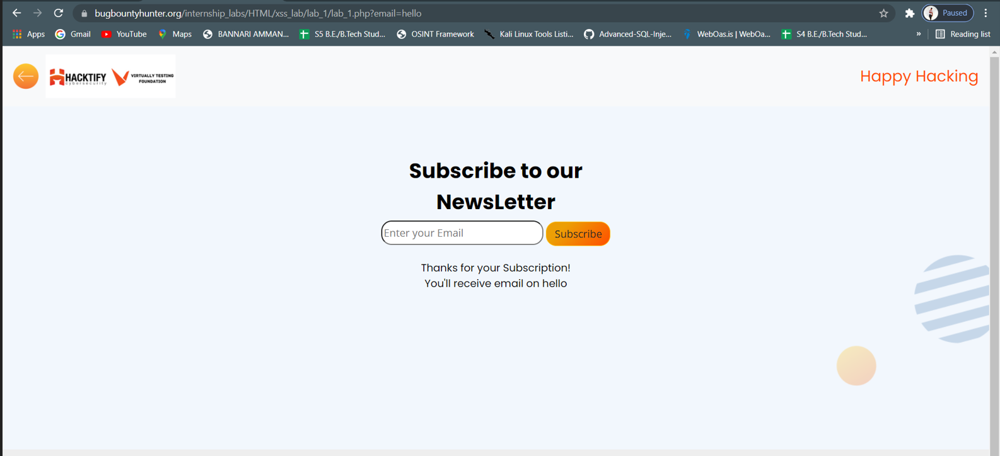 bugbountyhunter.org/internship_labs/HTML/xss_lab/lab_1/lab_1.php?email=hello
Paused
Apps Gmail YouTube Maps BANNARI AMMAN... S5 B.E./B.Tech Stud... OSINT Framework Kali Linux Tools Listi... Advanced-SQL-Inje... WebOas.is | WebOa... S4 B.E./B.Tech Stud... » Reading list
HACKTIFY
cybersecurity
VIRTUALLY TESTING
FOUNDATION
Happy Hacking
Subscribe to our
NewsLetter
Enter your Email Subscribe
Thanks for your Subscription!
You'll receive email on hello